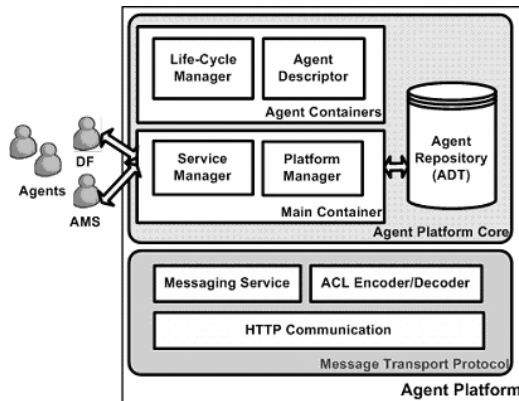 Life-Cycle
Manager
Agent
Descriptor
Agent Containers
Agents
DF
AMS
Service
Manager
Platform
Manager
Main Container
Agent
Repository
(ADT)
Agent Platform Core
Messaging Service
ACL Encoder/Decoder
HTTP Communication
Message Transport Protocol
Agent Platform